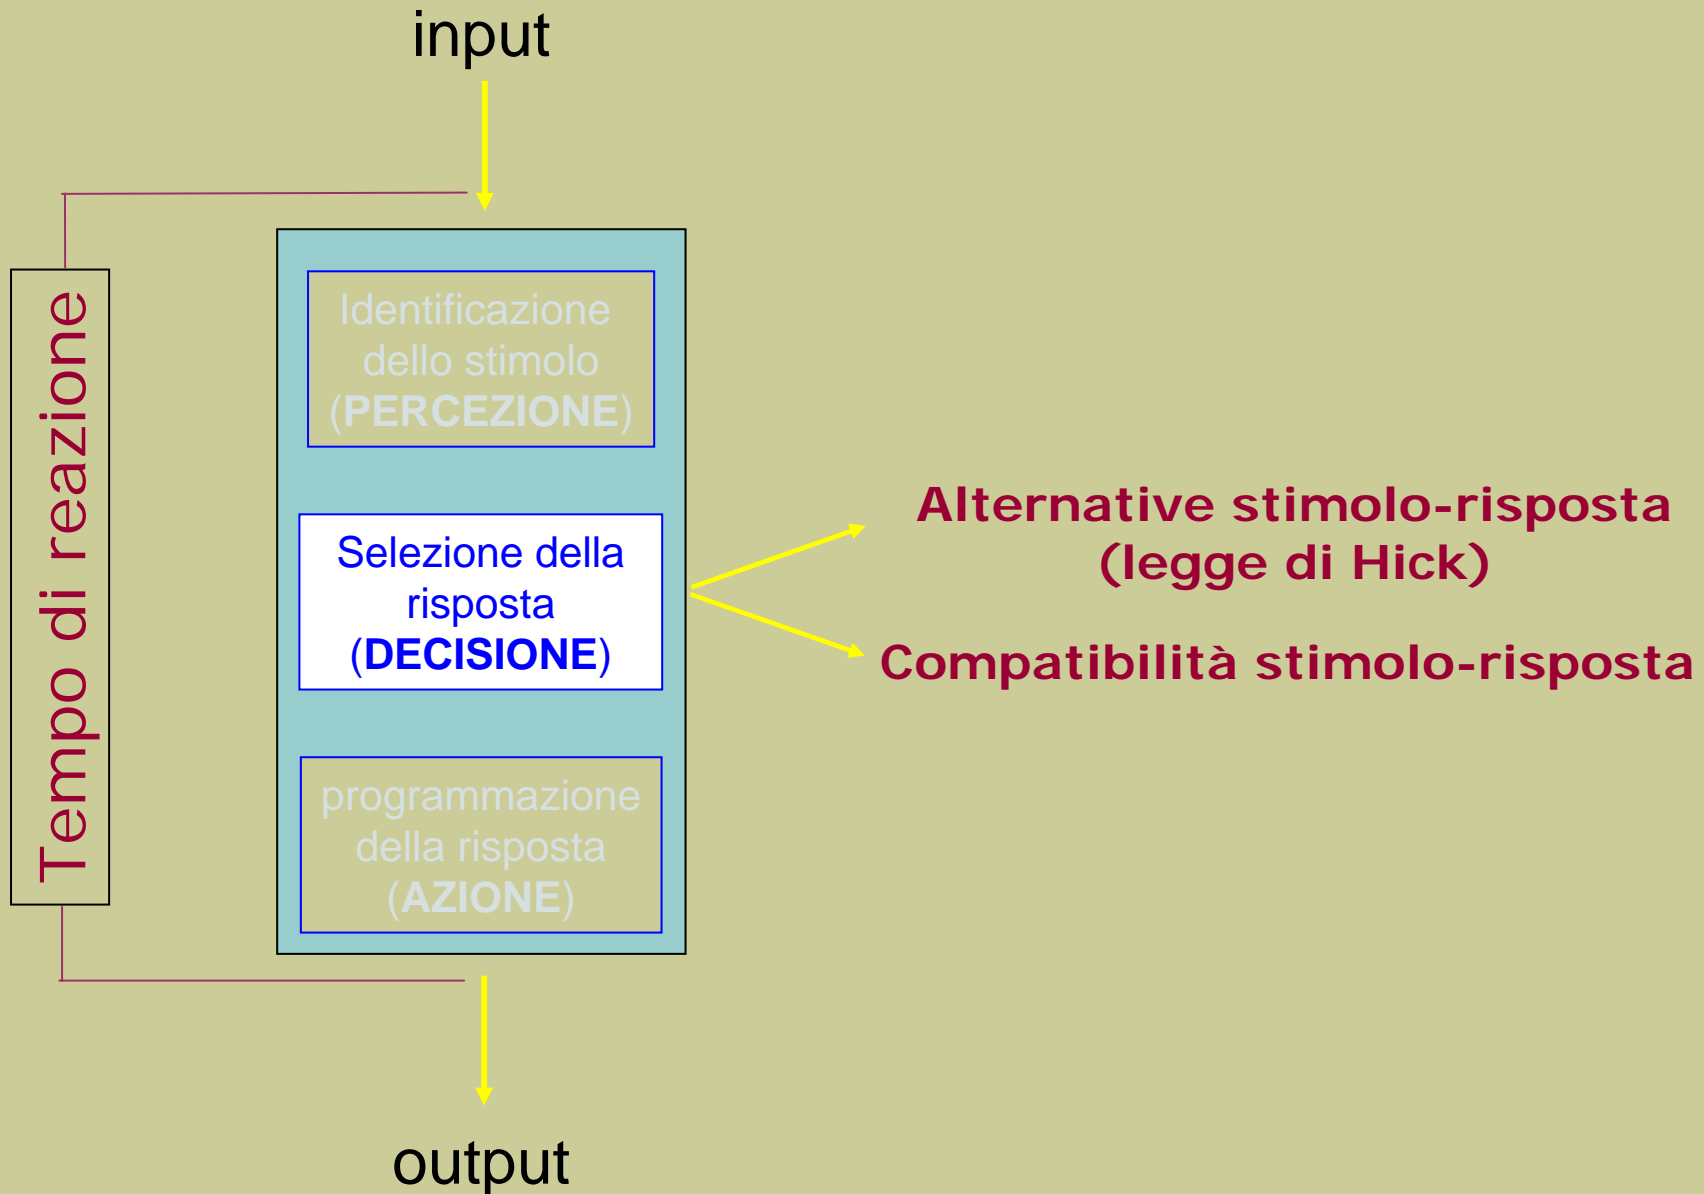 input
Tempo di reazione
Identificazione
dello stimolo
(PERCEZIONE)
Selezione della
risposta
(DECISIONE)
Alternative stimolo-risposta
(legge di Hick)
Compatibilità stimolo-risposta
programmazione
della risposta
(AZIONE)
output